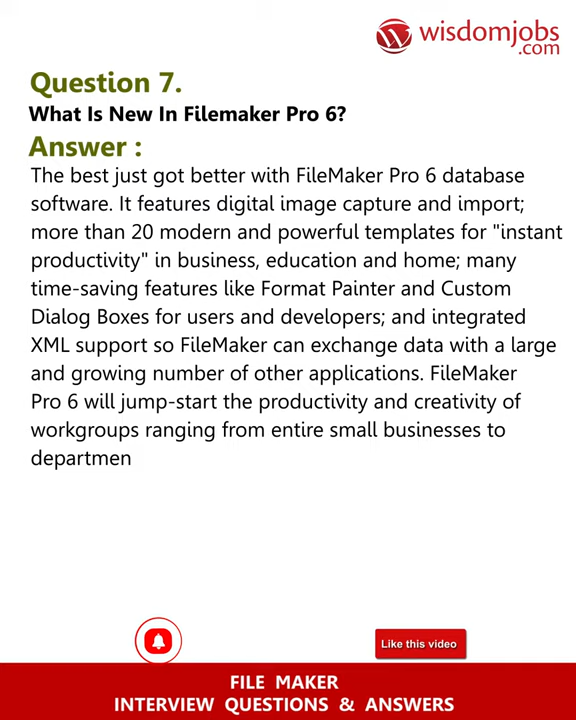 wisdomjobs
.com
Question 7.
What Is New In Filemaker Pro 6?
Answer :
The best just got better with FileMaker Pro 6 database
software. It features digital image capture and import;
more than 20 modern and powerful templates for "instant
productivity" in business, education and home; many
time-saving features like Format Painter and Custom
Dialog Boxes for users and developers; and integrated
XML support so FileMaker can exchange data with a large
and growing number of other applications. FileMaker
Pro 6 will jump-start the productivity and creativity of
workgroups ranging from entire small businesses to
departmen
Like this video
FILE MAKER
INTERVIEW QUESTIONS & ANSWERS